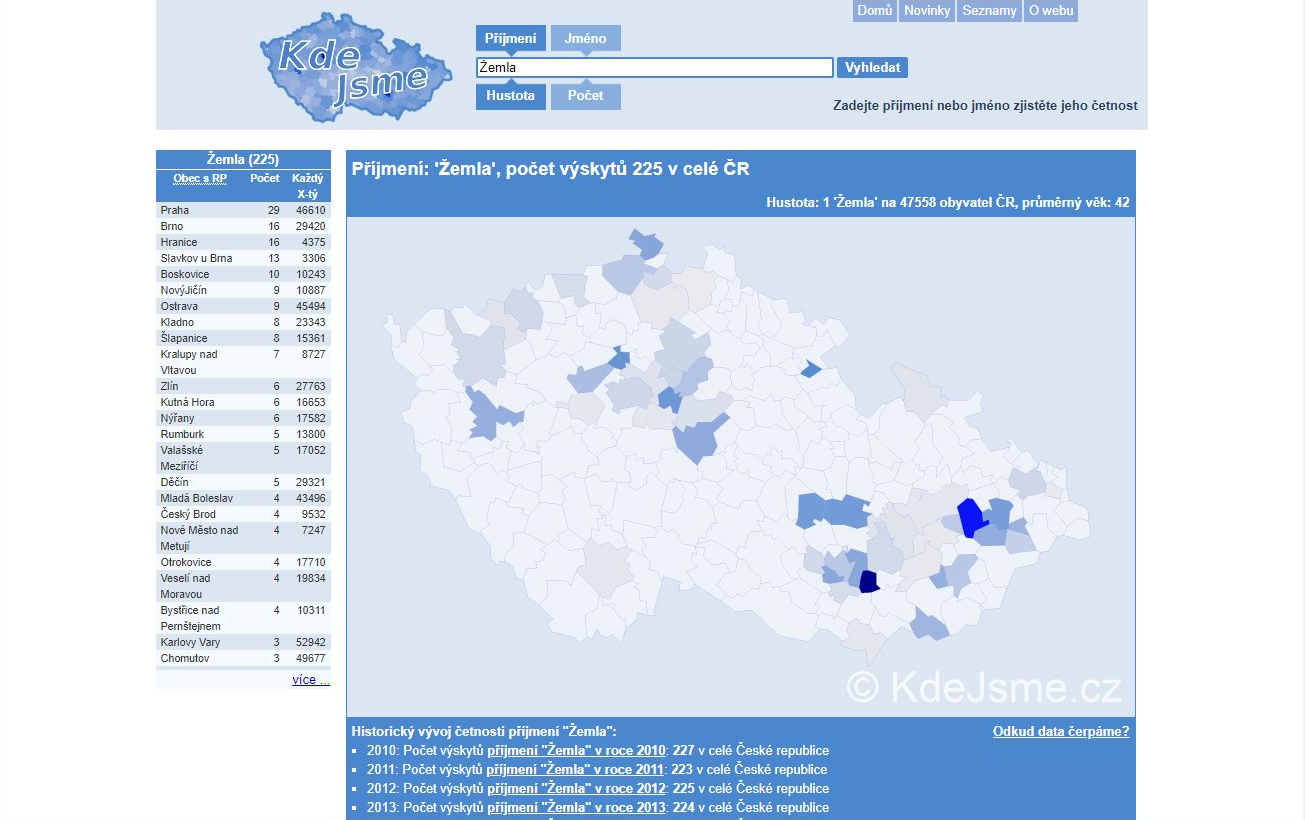 Domů Novinky Seznamy O webu
Kde
Jsme
Příjmení Jméno
Žemla Vyhledat
Hustota Počet
Zadejte příjmení nebo jméno zjistěte jeho četnost
Žemla (225)
Obec s RP Počet Každý
X-tý
Praha 29 46610
Brno 16 29420
Hranice 16 4375
Slavkov u Brna 13 3306
Boskovice 10 10243
NovýJičín 9 10887
Ostrava 9 45494
Kladno 8 23343
Šlapanice 8 15361
Kralupy nad 7 8727
Vltavou
Zlín 6 27763
Kutná Hora 6 16653
Nýřany 6 17582
Rumburk 5 13800
Valašské 5 17052
Meziříčí
Děčín 5 29321
Mladá Boleslav 4 43496
Český Brod 4 9532
Nové Město nad 4 7247
Metují
Otrokovice 4 17710
Veselí nad 4 19834
Moravou
Bystřice nad 4 10311
Pernštejnem
Karlovy Vary 3 52942
Chomutov 3 49677
více ...
Příjmení: 'Žemla', počet výskytů 225 v celé ČR
Hustota: 1 'Žemla' na 47558 obyvatel ČR, průměrný věk: 42
© KdeJsme.cz
Historický vývoj četnosti příjmení "Žemla": Odkud data čerpáme?
▪ 2010: Počet výskytů příjmení "Žemla" v roce 2010: 227 v celé České republice
▪ 2011: Počet výskytů příjmení "Žemla" v roce 2011: 223 v celé České republice
▪ 2012: Počet výskytů příjmení "Žemla" v roce 2012: 225 v celé České republice
▪ 2013: Počet výskytů příjmení "Žemla" v roce 2013: 224 v celé České republice